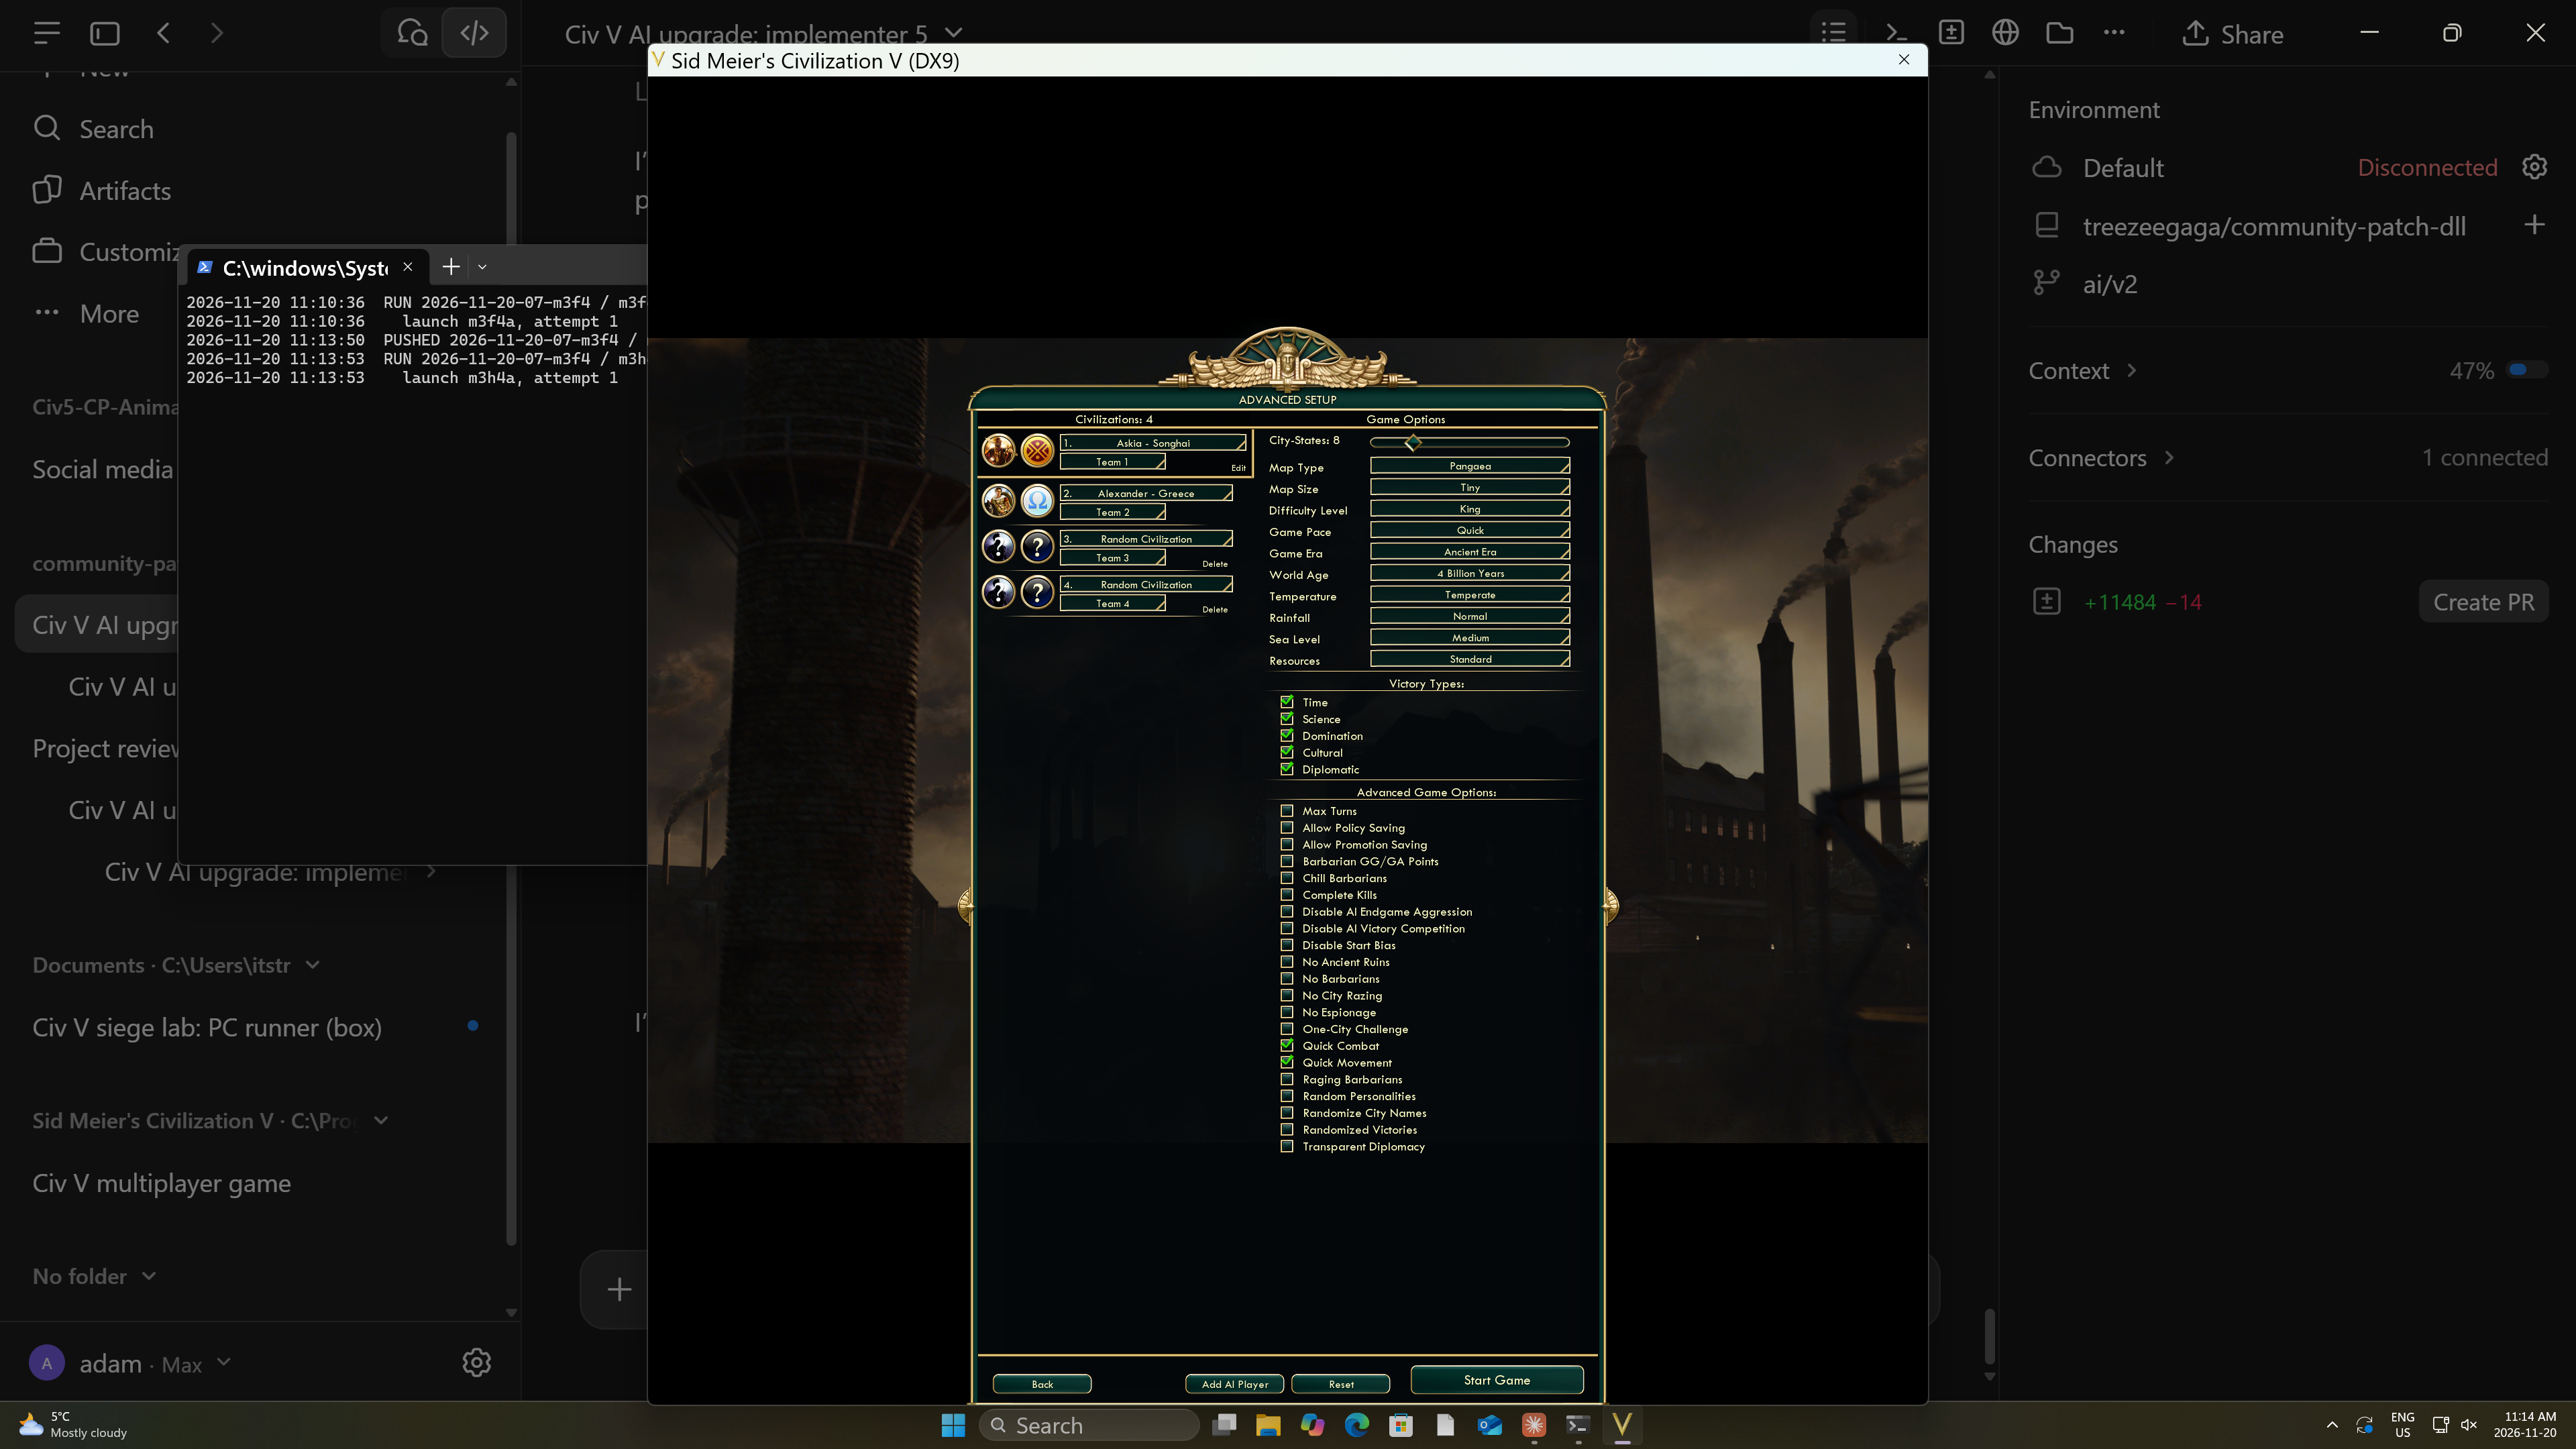 Civ V AI upgrade: implementer 5
Share
New
Search
Artifacts
Customiz
More
Civ5-CP-Anima
Social media
community-pa
Civ V AI upgr
Civ V AI u
Project review
Civ V AI u
Civ V AI upgrade: implemer
Documents · C:\Users\itstr
Civ V siege lab: PC runner (box)
Sid Meier's Civilization V · C:\Prog
Civ V multiplayer game
No folder
A
adam · Max
C:\windows\Syste
2026-11-20 11:10:36 RUN 2026-11-20-07-m3f4 / m3f
2026-11-20 11:10:36 launch m3f4a, attempt 1
2026-11-20 11:13:50 PUSHED 2026-11-20-07-m3f4 /
2026-11-20 11:13:53 RUN 2026-11-20-07-m3f4 / m3h
2026-11-20 11:13:53 launch m3h4a, attempt 1
Sid Meier's Civilization V (DX9)
ADVANCED SETUP
Civilizations: 4
1. Askia - Songhai
Team 1
Edit
2. Alexander - Greece
Team 2
3. Random Civilization
Team 3
Delete
4. Random Civilization
Team 4
Delete
Game Options
City-States: 8
Map Type Pangaea
Map Size Tiny
Difficulty Level King
Game Pace Quick
Game Era Ancient Era
World Age 4 Billion Years
Temperature Temperate
Rainfall Normal
Sea Level Medium
Resources Standard
Victory Types:
Time
Science
Domination
Cultural
Diplomatic
Advanced Game Options:
Max Turns
Allow Policy Saving
Allow Promotion Saving
Barbarian GG/GA Points
Chill Barbarians
Complete Kills
Disable AI Endgame Aggression
Disable AI Victory Competition
Disable Start Bias
No Ancient Ruins
No Barbarians
No City Razing
No Espionage
One-City Challenge
Quick Combat
Quick Movement
Raging Barbarians
Random Personalities
Randomize City Names
Randomized Victories
Transparent Diplomacy
Back
Add AI Player
Reset
Start Game
Environment
Default Disconnected
treezeegaga/community-patch-dll
ai/v2
Context 47%
Connectors 1 connected
Changes
+11484 −14
Create PR
5°C
Mostly cloudy
Search
ENG
US
11:14 AM
2026-11-20